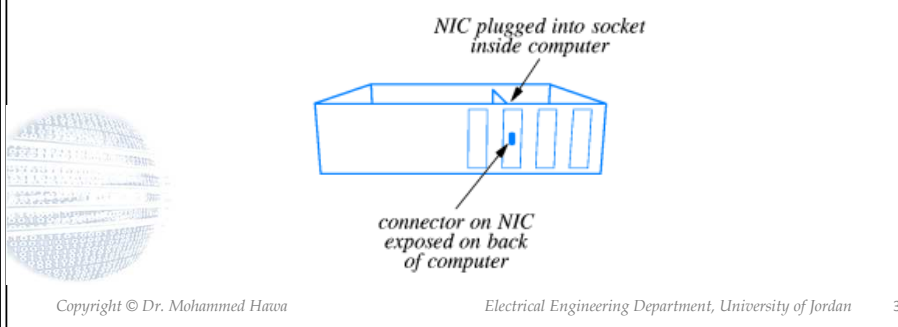 NIC plugged into socket
inside computer
connector on NIC
exposed on back
of computer
Copyright © Dr. Mohammed Hawa Electrical Engineering Department, University of Jordan 3